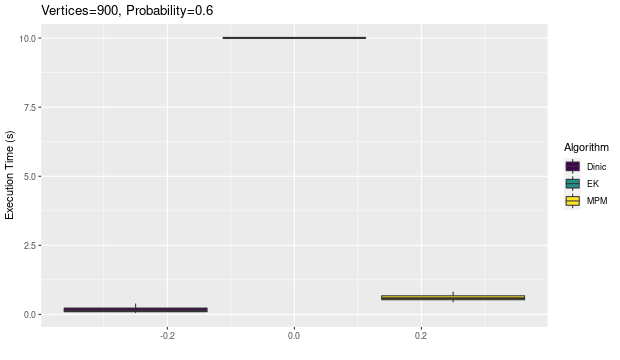 Vertices=900, Probability=0.6
Execution Time (s)
10.0
7.5
5.0
2.5
0.0
-0.2
0.0
0.2
Algorithm
Dinic
EK
MPM